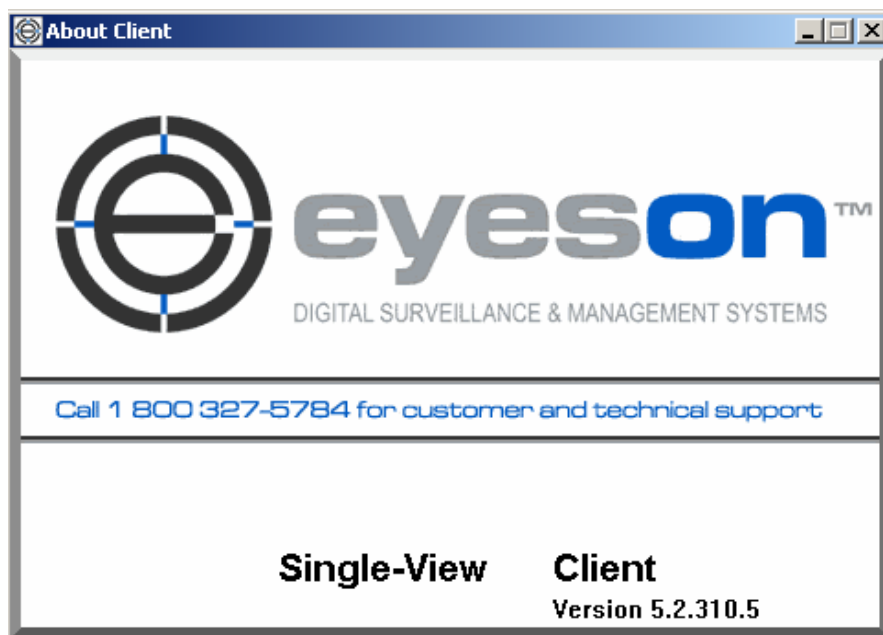 About Client
eyeson™
DIGITAL SURVEILLANCE & MANAGEMENT SYSTEMS
Call 1 800 327-5784 for customer and technical support
Single-View Client
Version 5.2.310.5